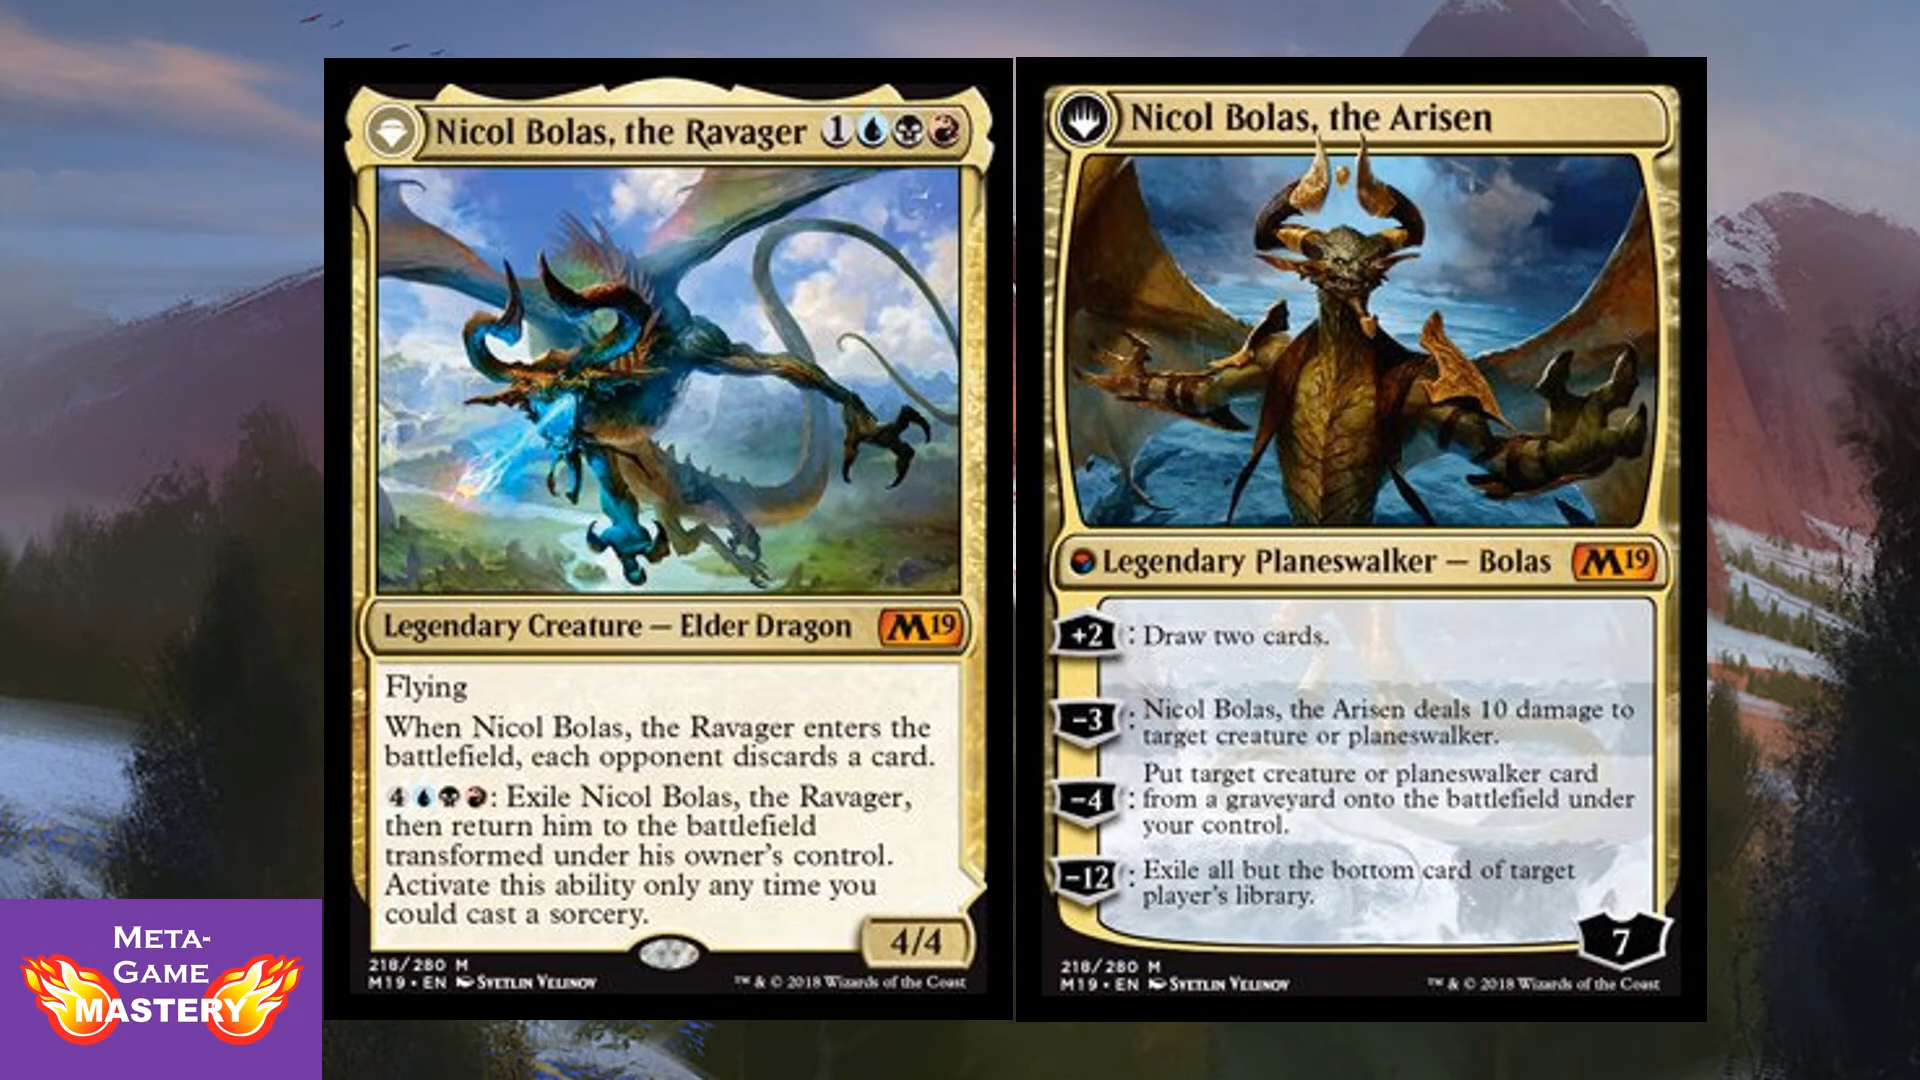 Nicol Bolas, the Ravager 1
Legendary Creature — Elder Dragon M19
Flying
When Nicol Bolas, the Ravager enters the
battlefield, each opponent discards a card.
4 : Exile Nicol Bolas, the Ravager,
then return him to the battlefield
transformed under his owner's control.
Activate this ability only any time you
could cast a sorcery.
4/4
218/280 M
M19 • EN Svetlin Velinov ™ & © 2018 Wizards of the Coast
Nicol Bolas, the Arisen
Legendary Planeswalker — Bolas M19
+2 : Draw two cards.
-3 : Nicol Bolas, the Arisen deals 10 damage to
target creature or planeswalker.
Put target creature or planeswalker card
-4 : from a graveyard onto the battlefield under
your control.
-12 : Exile all but the bottom card of target
player's library.
7
218/280 M
M19 • EN Svetlin Velinov ™ & © 2018 Wizards of the Coast
META-
GAME
MASTERY